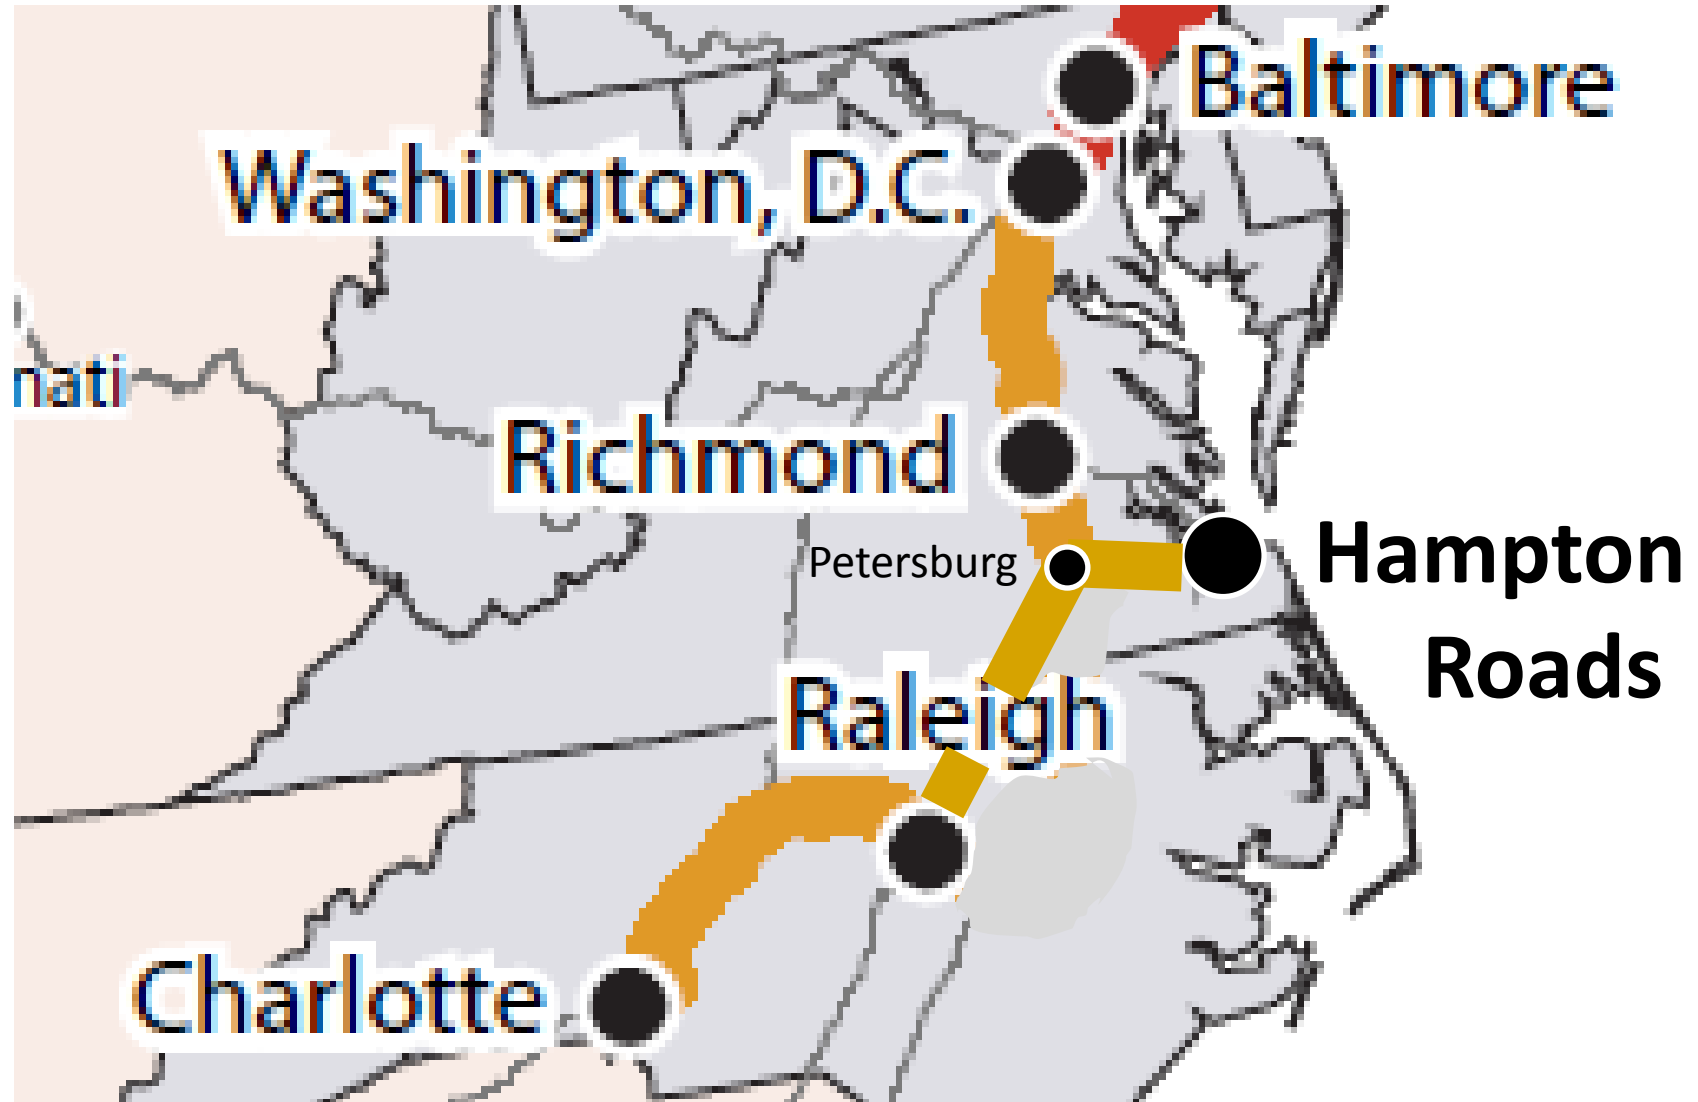 Baltimore
Washington, D.C.
nati
Richmond
Hampton
Roads
Petersburg
Raleigh
Charlotte